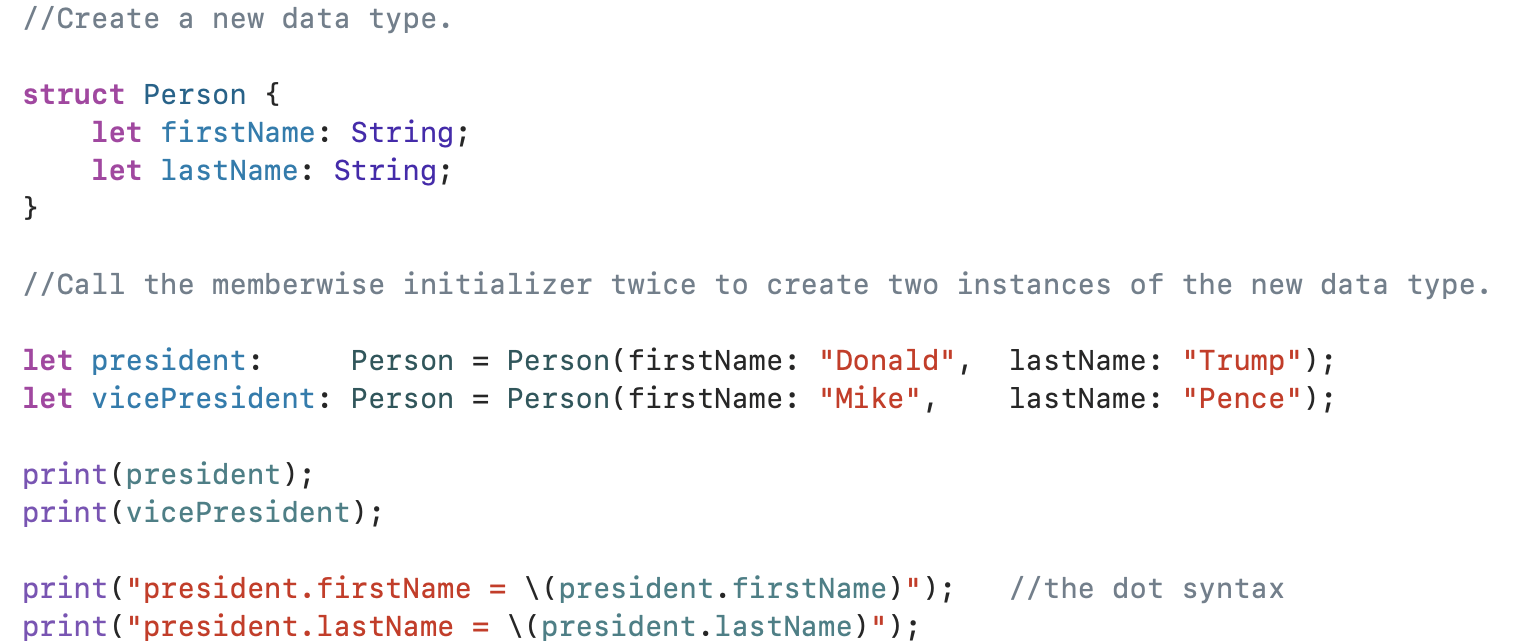 //Create a new data type.
struct Person {
    let firstName: String;
    let lastName: String;
}
//Call the memberwise initializer twice to create two instances of the new data type.
let president:     Person = Person(firstName: "Donald",  lastName: "Trump");
let vicePresident: Person = Person(firstName: "Mike",    lastName: "Pence");
print(president);
print(vicePresident);
print("president.firstName = \(president.firstName)");   //the dot syntax
print("president.lastName = \(president.lastName)");